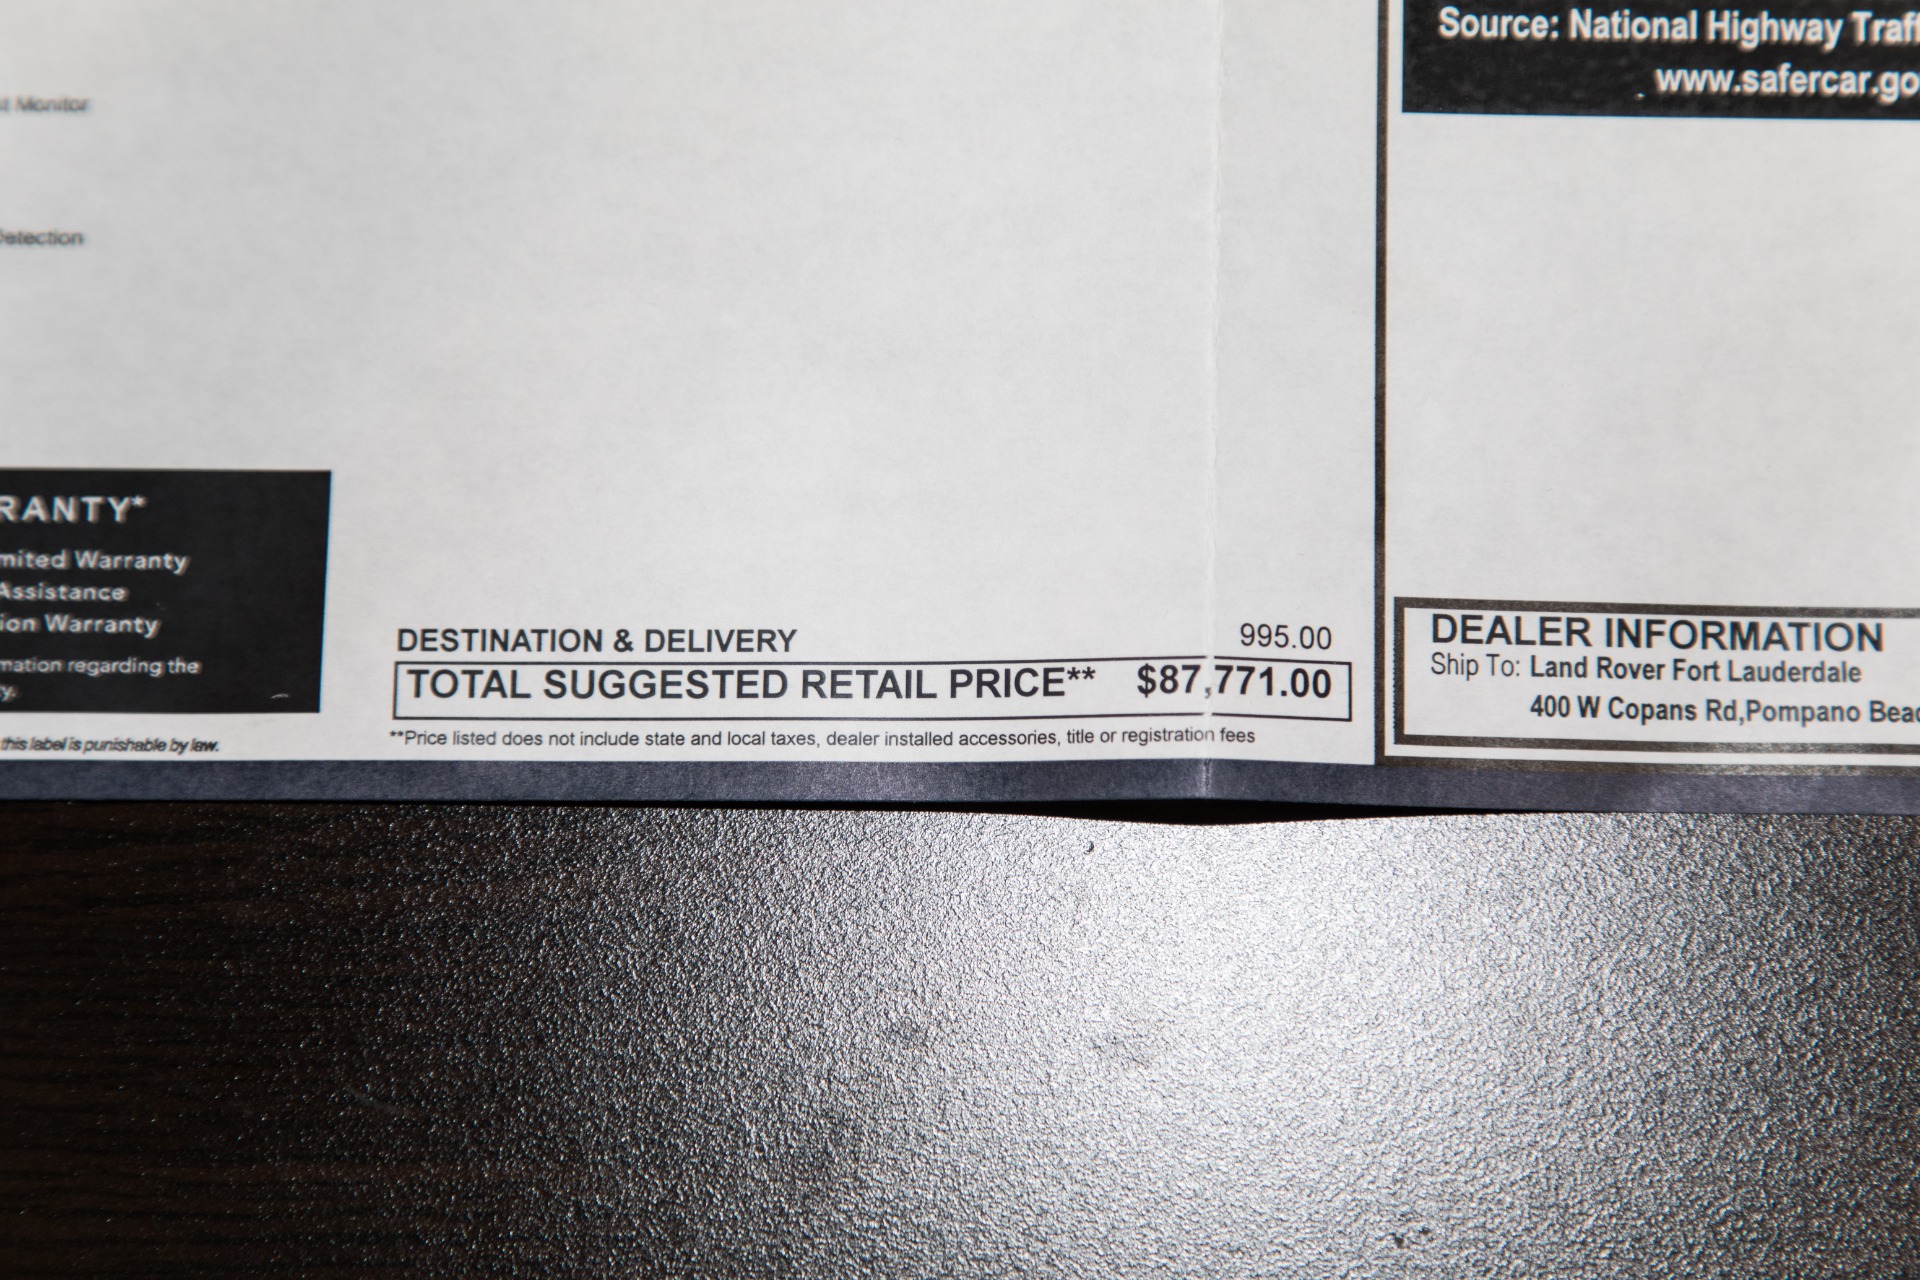 Monitor
Detection
RANTY*
mited Warranty
Assistance
ion Warranty
mation regarding the
y.
this label is punishable by law.
DESTINATION & DELIVERY 995.00
TOTAL SUGGESTED RETAIL PRICE** $87,771.00
**Price listed does not include state and local taxes, dealer installed accessories, title or registration fees
Source: National Highway Traff
www.safercar.go
DEALER INFORMATION
Ship To: Land Rover Fort Lauderdale
400 W Copans Rd,Pompano Beac